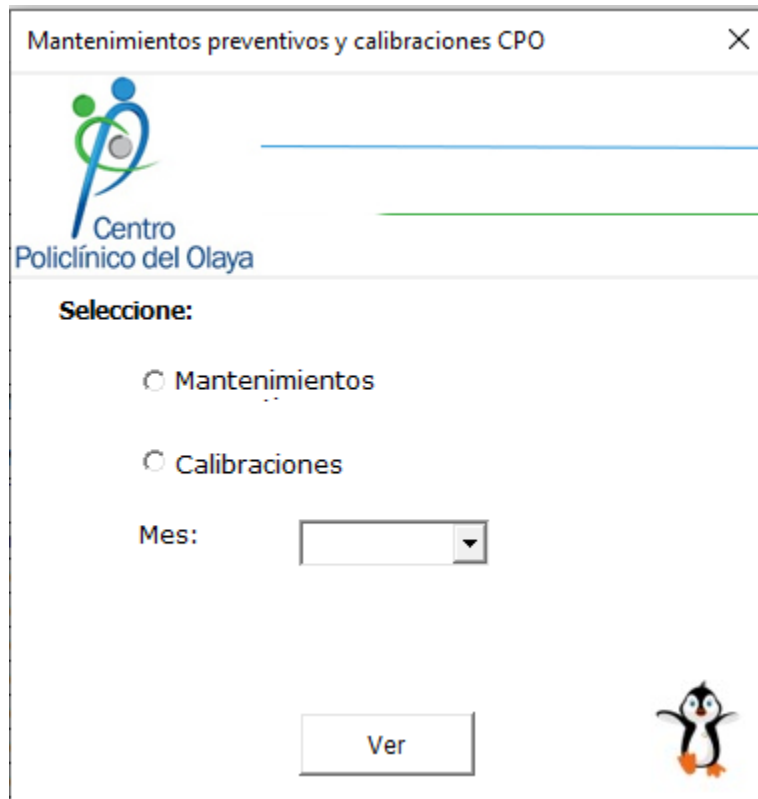 Mantenimientos preventivos y calibraciones CPO
Centro
Policlínico del Olaya
Seleccione:
Mantenimientos
Calibraciones
Mes:
Ver